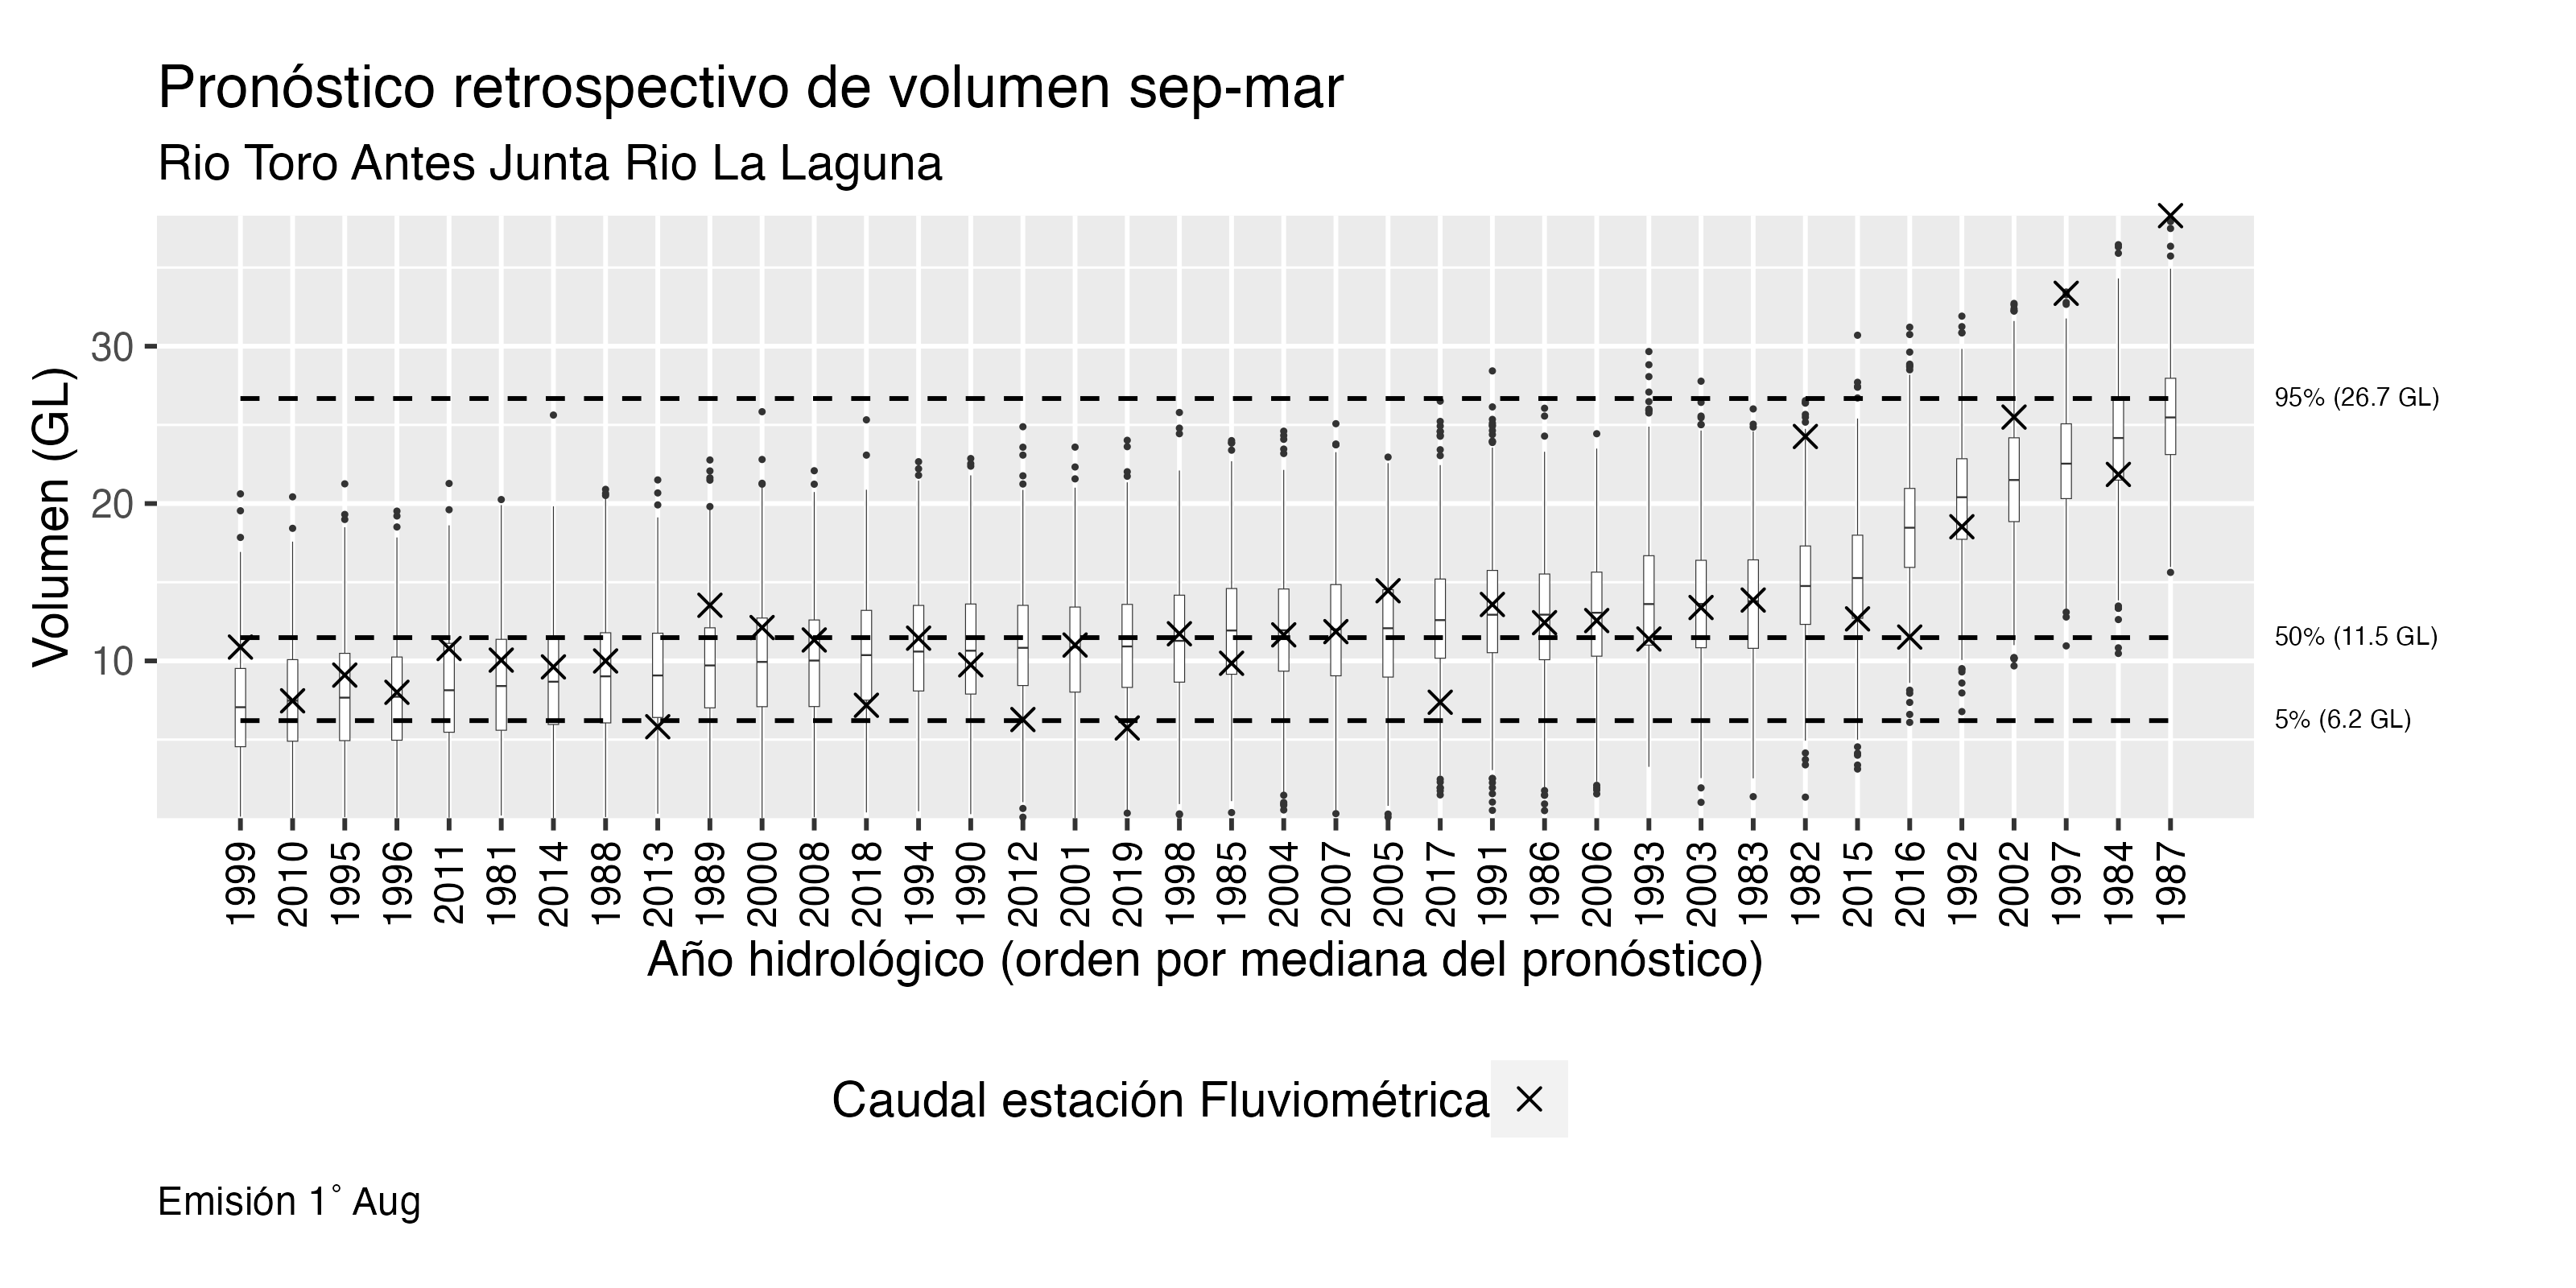 Pronóstico retrospectivo de volumen sep-mar
Rio Toro Antes Junta Rio La Laguna
Volumen (GL)
30
20
10
95% (26.7 GL)
50% (11.5 GL)
5% (6.2 GL)
1999 2010 1995 1996 2011 1981 2014 1988 2013 1989 2000 2008 2018 1994 1990 2012 2001 2019 1998 1985 2004 2007 2005 2017 1991 1986 2006 1993 2003 1983 1982 2015 2016 1992 2002 1997 1984 1987
Año hidrológico (orden por mediana del pronóstico)
Caudal estación Fluviométrica
Emisión 1° Aug